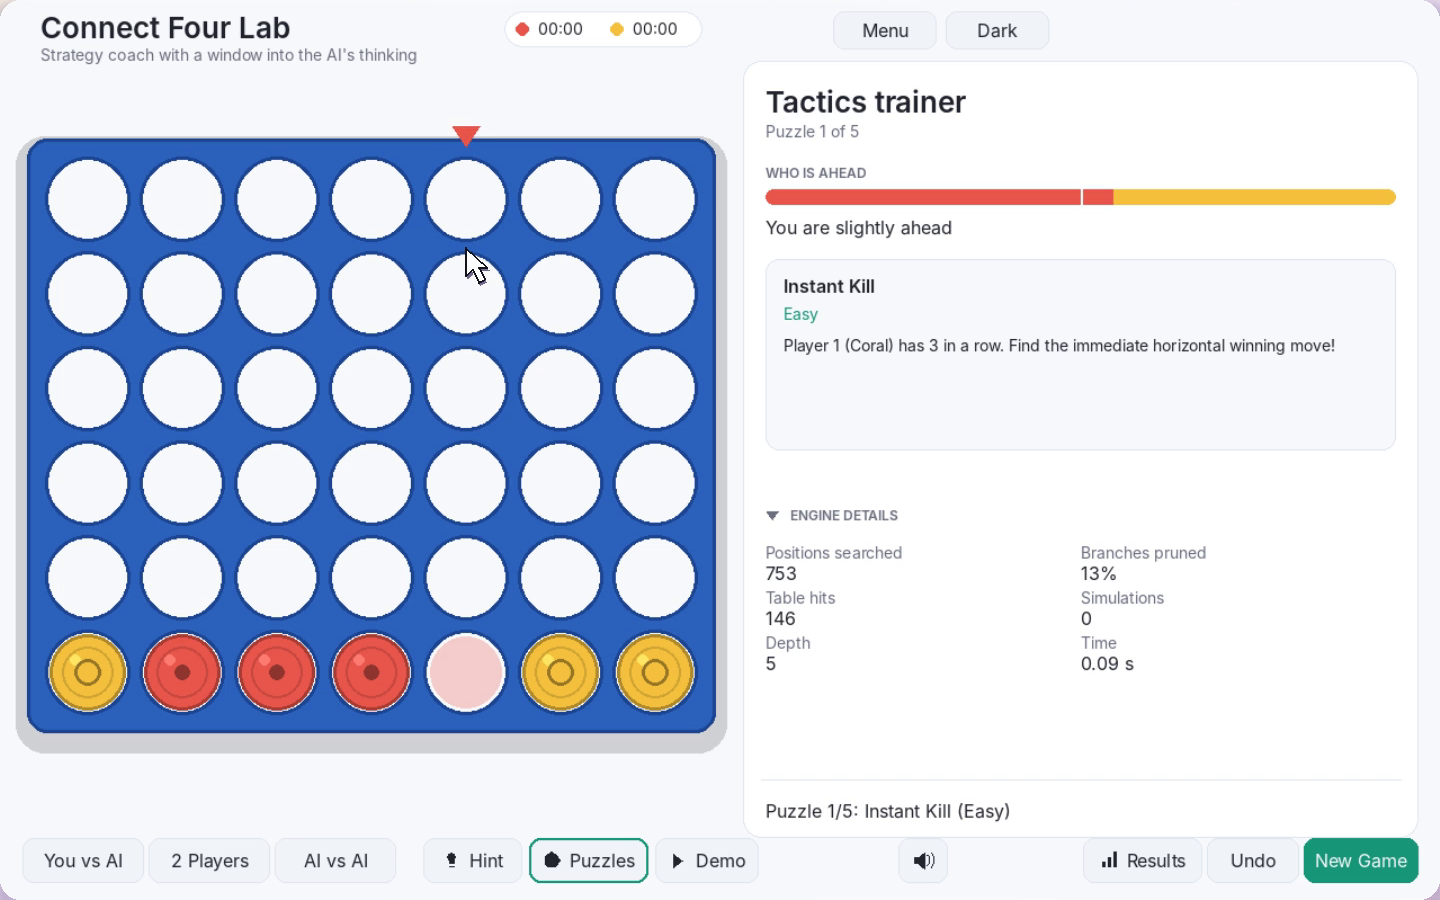 Connect Four Lab
Strategy coach with a window into the AI's thinking
00:00
00:00
Menu
Dark
Tactics trainer
Puzzle 1 of 5
WHO IS AHEAD
You are slightly ahead
Instant Kill
Easy
Player 1 (Coral) has 3 in a row. Find the immediate horizontal winning move!
ENGINE DETAILS
Positions searched
753
Branches pruned
13%
Table hits
146
Simulations
0
Depth
5
Time
0.09 s
Puzzle 1/5: Instant Kill (Easy)
You vs AI
2 Players
AI vs AI
Hint
Puzzles
Demo
Results
Undo
New Game